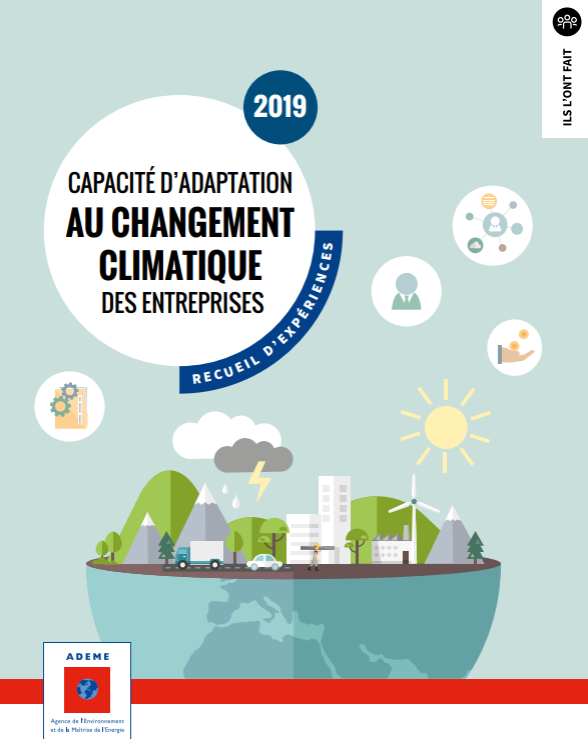 ILS L'ONT FAIT
2019
CAPACITÉ D'ADAPTATION
AU CHANGEMENT
CLIMATIQUE
DES ENTREPRISES
RECUEIL D'EXPÉRIENCES
ADEME
Agence de l'Environnement
et de la Maîtrise de l'Energie